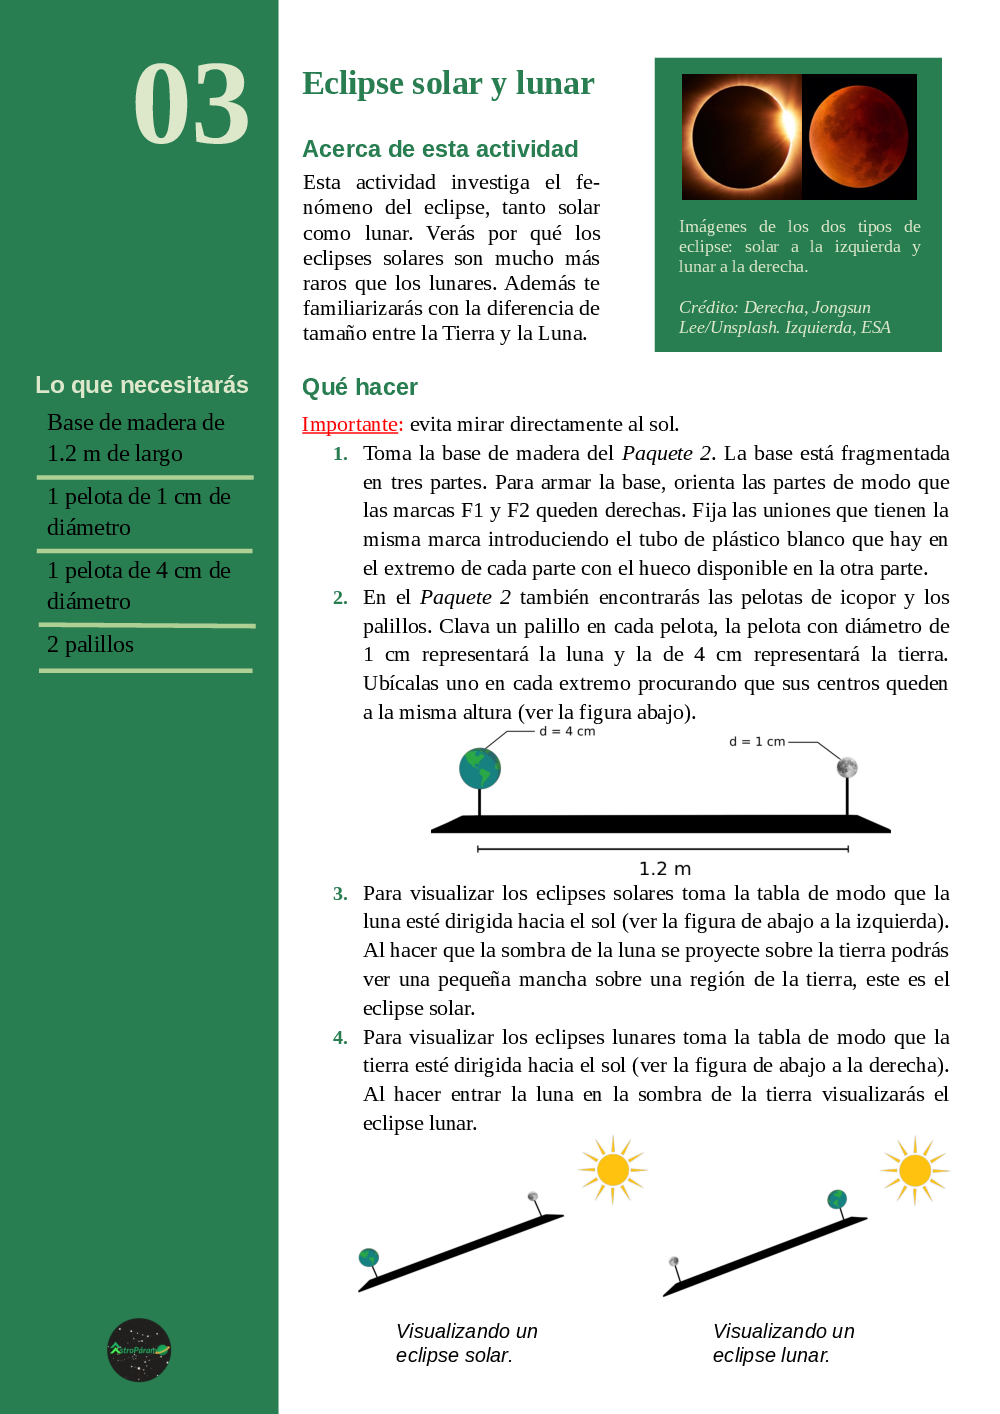 03
Lo que necesitarás
Base de madera de
1.2 m de largo
1 pelota de 1 cm de
diámetro
1 pelota de 4 cm de
diámetro
2 palillos
Eclipse solar y lunar
Acerca de esta actividad
Esta actividad investiga el fe-
nómeno del eclipse, tanto solar
como lunar. Verás por qué los
eclipses solares son mucho más
raros que los lunares. Además te
familiarizarás con la diferencia de
tamaño entre la Tierra y la Luna.
Imágenes de los dos tipos de
eclipse: solar a la izquierda y
lunar a la derecha.
Crédito: Derecha, Jongsun
Lee/Unsplash. Izquierda, ESA
Qué hacer
Importante: evita mirar directamente al sol.
1. Toma la base de madera del Paquete 2. La base está fragmentada
en tres partes. Para armar la base, orienta las partes de modo que
las marcas F1 y F2 queden derechas. Fija las uniones que tienen la
misma marca introduciendo el tubo de plástico blanco que hay en
el extremo de cada parte con el hueco disponible en la otra parte.
2. En el Paquete 2 también encontrarás las pelotas de icopor y los
palillos. Clava un palillo en cada pelota, la pelota con diámetro de
1 cm representará la luna y la de 4 cm representará la tierra.
Ubícalas uno en cada extremo procurando que sus centros queden
a la misma altura (ver la figura abajo).
d = 4 cm
d = 1 cm
1.2 m
3. Para visualizar los eclipses solares toma la tabla de modo que la
luna esté dirigida hacia el sol (ver la figura de abajo a la izquierda).
Al hacer que la sombra de la luna se proyecte sobre la tierra podrás
ver una pequeña mancha sobre una región de la tierra, este es el
eclipse solar.
4. Para visualizar los eclipses lunares toma la tabla de modo que la
tierra esté dirigida hacia el sol (ver la figura de abajo a la derecha).
Al hacer entrar la luna en la sombra de la tierra visualizarás el
eclipse lunar.
Visualizando un
eclipse solar.
Visualizando un
eclipse lunar.